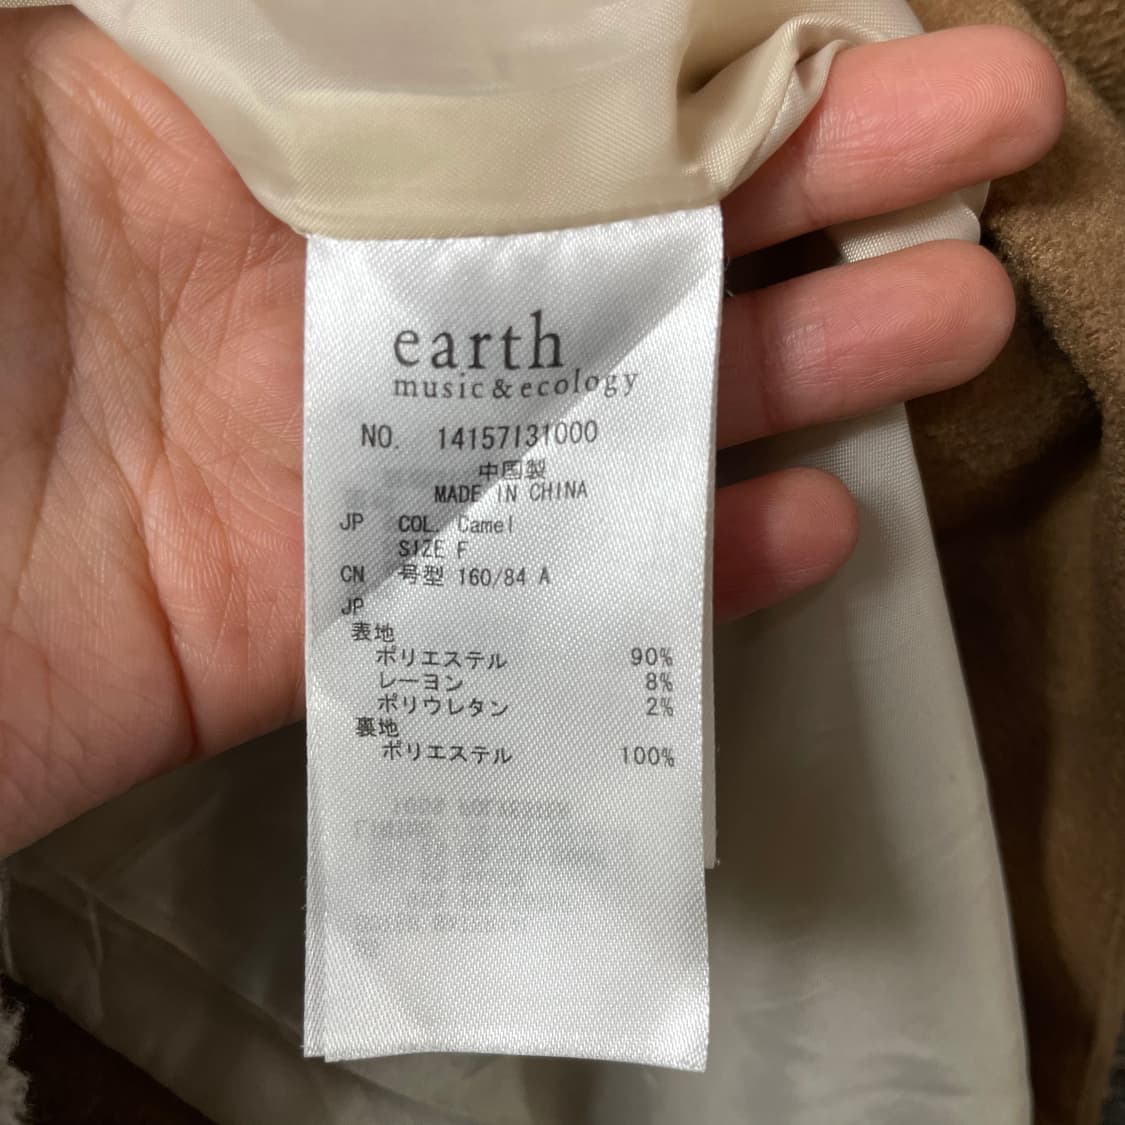 earth
music&ecology
NO. 14157131000
中国製
MADE IN CHINA
JP COL. Camel
SIZE F
CN 号型 160/84 A
JP
表地
ポリエステル 90%
レーヨン 8%
ポリウレタン 2%
裏地
ポリエステル 100%